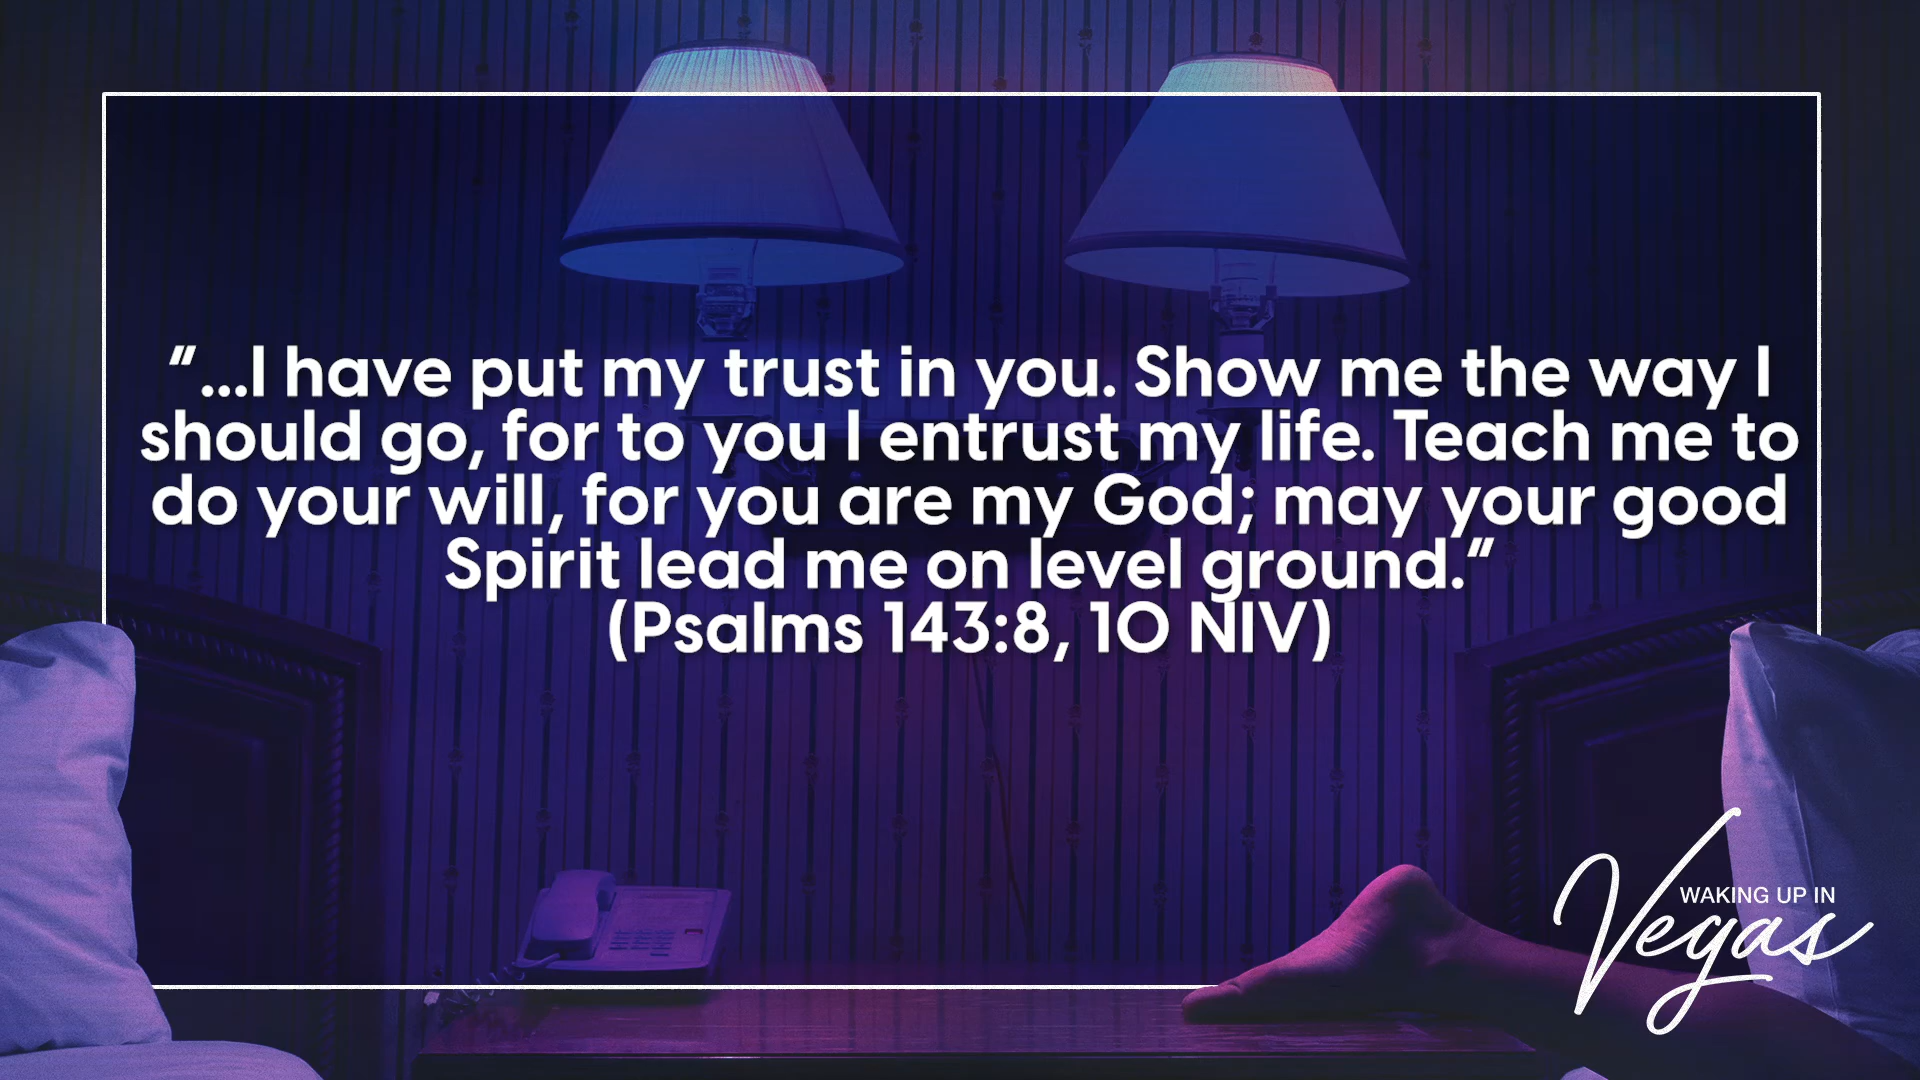 “...I have put my trust in you. Show me the way I
should go, for to you I entrust my life. Teach me to
do your will, for you are my God; may your good
Spirit lead me on level ground.“
(Psalms 143:8, 10 NIV)
WAKING UP IN
Vegas